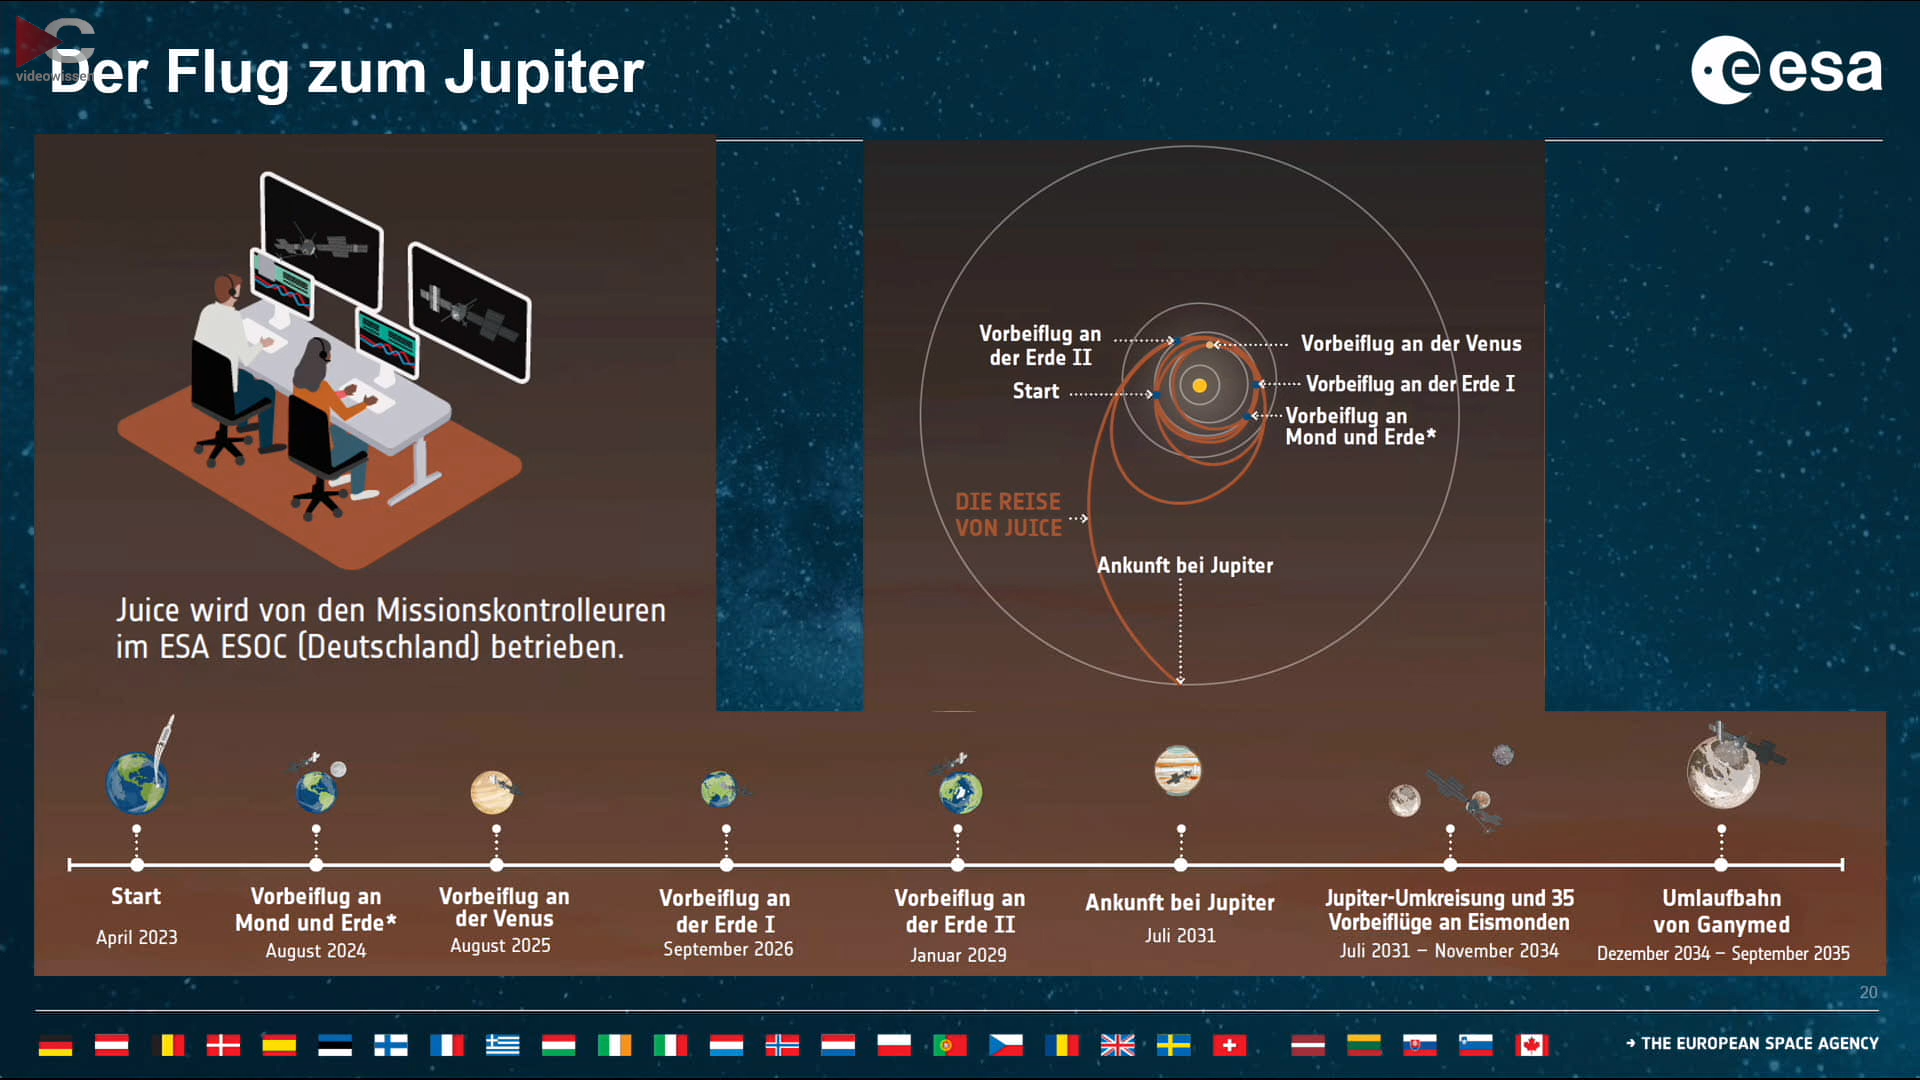 videowissen
Der Flug zum Jupiter
esa
Vorbeiflug an
der Erde II
Start
Vorbeiflug an der Venus
Vorbeiflug an der Erde I
Vorbeiflug an
Mond und Erde*
DIE REISE
VON JUICE
Ankunft bei Jupiter
Juice wird von den Missionskontrolleuren
im ESA ESOC (Deutschland) betrieben.
Start
April 2023
Vorbeiflug an
Mond und Erde*
August 2024
Vorbeiflug an
der Venus
August 2025
Vorbeiflug an
der Erde I
September 2026
Vorbeiflug an
der Erde II
Januar 2029
Ankunft bei Jupiter
Juli 2031
Jupiter-Umkreisung und 35
Vorbeiflüge an Eismonden
Juli 2031 – November 2034
Umlaufbahn
von Ganymed
Dezember 2034 – September 2035
20
→ THE EUROPEAN SPACE AGENCY